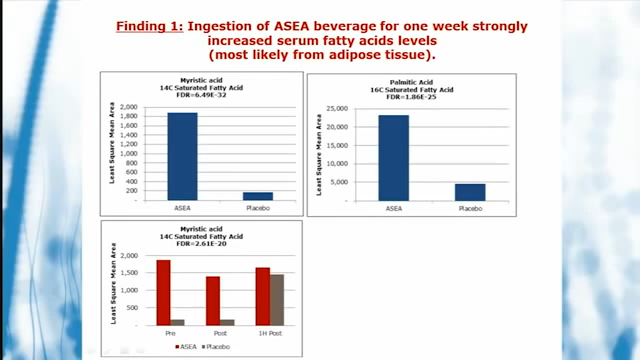 Finding 1: Ingestion of ASEA beverage for one week strongly
increased serum fatty acids levels
(most likely from adipose tissue).
Myristic acid
14C Saturated Fatty Acid
FDR=6.49E-32
Least Square Mean Area
2,000
1,800
1,600
1,400
1,200
1,000
800
600
400
200
-
ASEA Placebo
Palmitic Acid
16C Saturated Fatty Acid
FDR=1.86E-25
Least Square Mean Area
25,000
20,000
15,000
10,000
5,000
-
ASEA Placebo
Myristic acid
14C Saturated Fatty Acid
FDR=2.61E-20
Least Square Mean Area
2,000
1,500
1,000
500
-
Pre Post 1H Post
ASEA Placebo